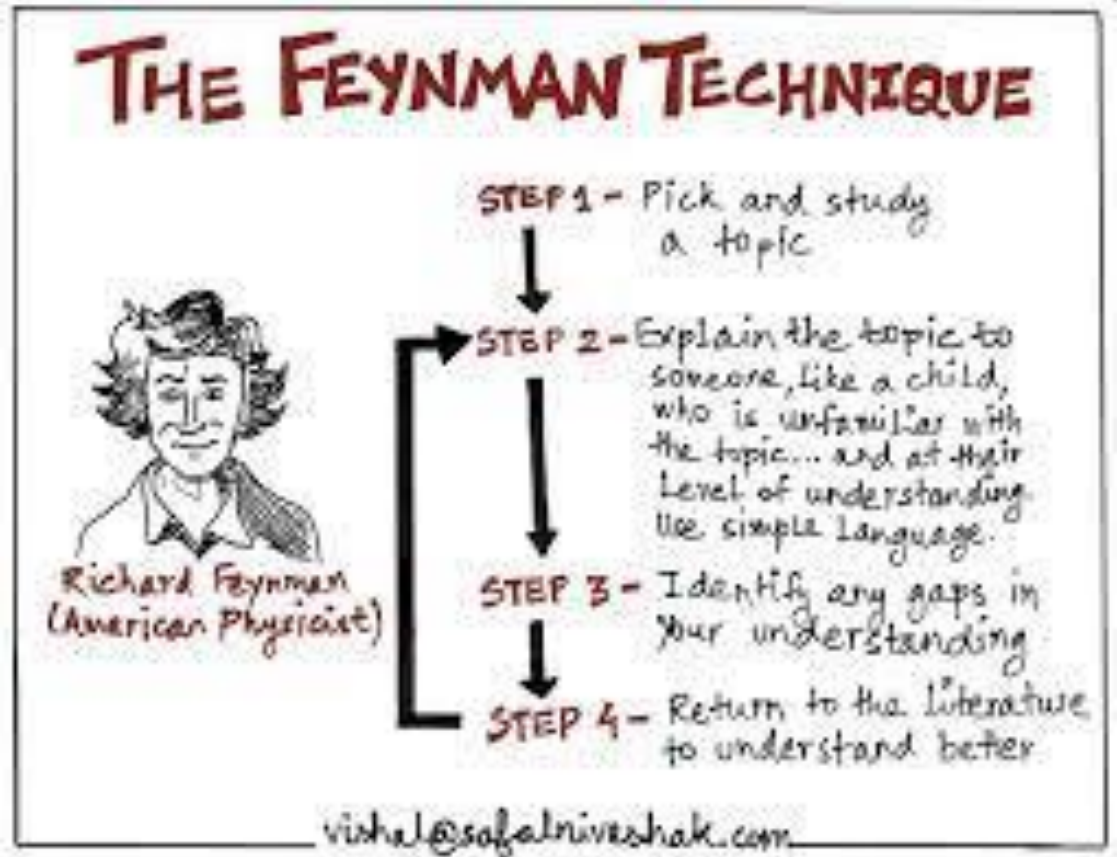 THE FEYNMAN TECHNIQUE
STEP 1 - Pick and study
a topic
STEP 2 - Explain the topic to
someone, like a child,
who is unfamiliar with
the topic... and at their
level of understanding.
Use simple language.
STEP 3 - Identify any gaps in
your understanding
STEP 4 - Return to the literature
to understand better
Richard Feynman
(American Physicist)
vishal@safalniveshak.com